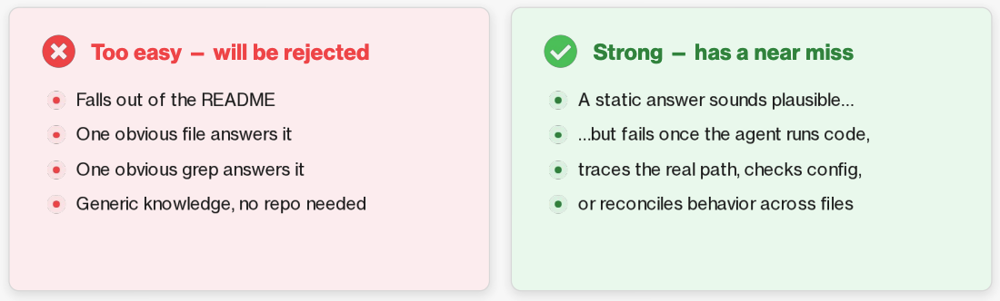 Too easy — will be rejected
Falls out of the README
One obvious file answers it
One obvious grep answers it
Generic knowledge, no repo needed
Strong — has a near miss
A static answer sounds plausible...
...but fails once the agent runs code,
traces the real path, checks config,
or reconciles behavior across files